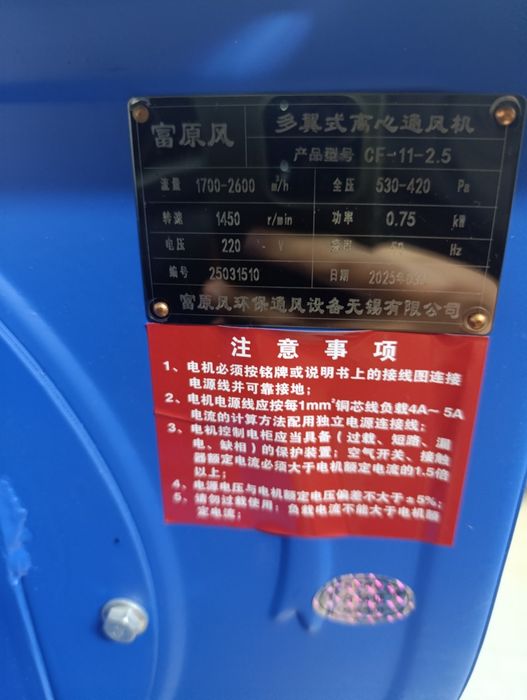 富原风
多翼式离心通风机
产品型号 CF-11-2.5
流量 1700-2600 m³/h 全压 530-420 Pa
转速 1450 r/min 功率 0.75 kW
电压 220 V 频率 50 Hz
编号 25031510 日期 2025年
富原风环保通风设备无锡有限公司
注意事项
1、电机必须按铭牌或说明书上的接线图连接
电源线并可靠接地；
2、电机电源线应按每1mm²铜芯线负载4A~5A
电流的计算方法配用独立电源连接线；
3、电机控制电柜应当具备（过载、短路、漏
电、缺相）的保护装置；空气开关、接触
器额定电流必须大于电机额定电流的1.5倍
以上；
4、电源电压与电机额定电压偏差不大于±5%；
5、请勿过载使用；负载电流不能大于电机额
定电流；